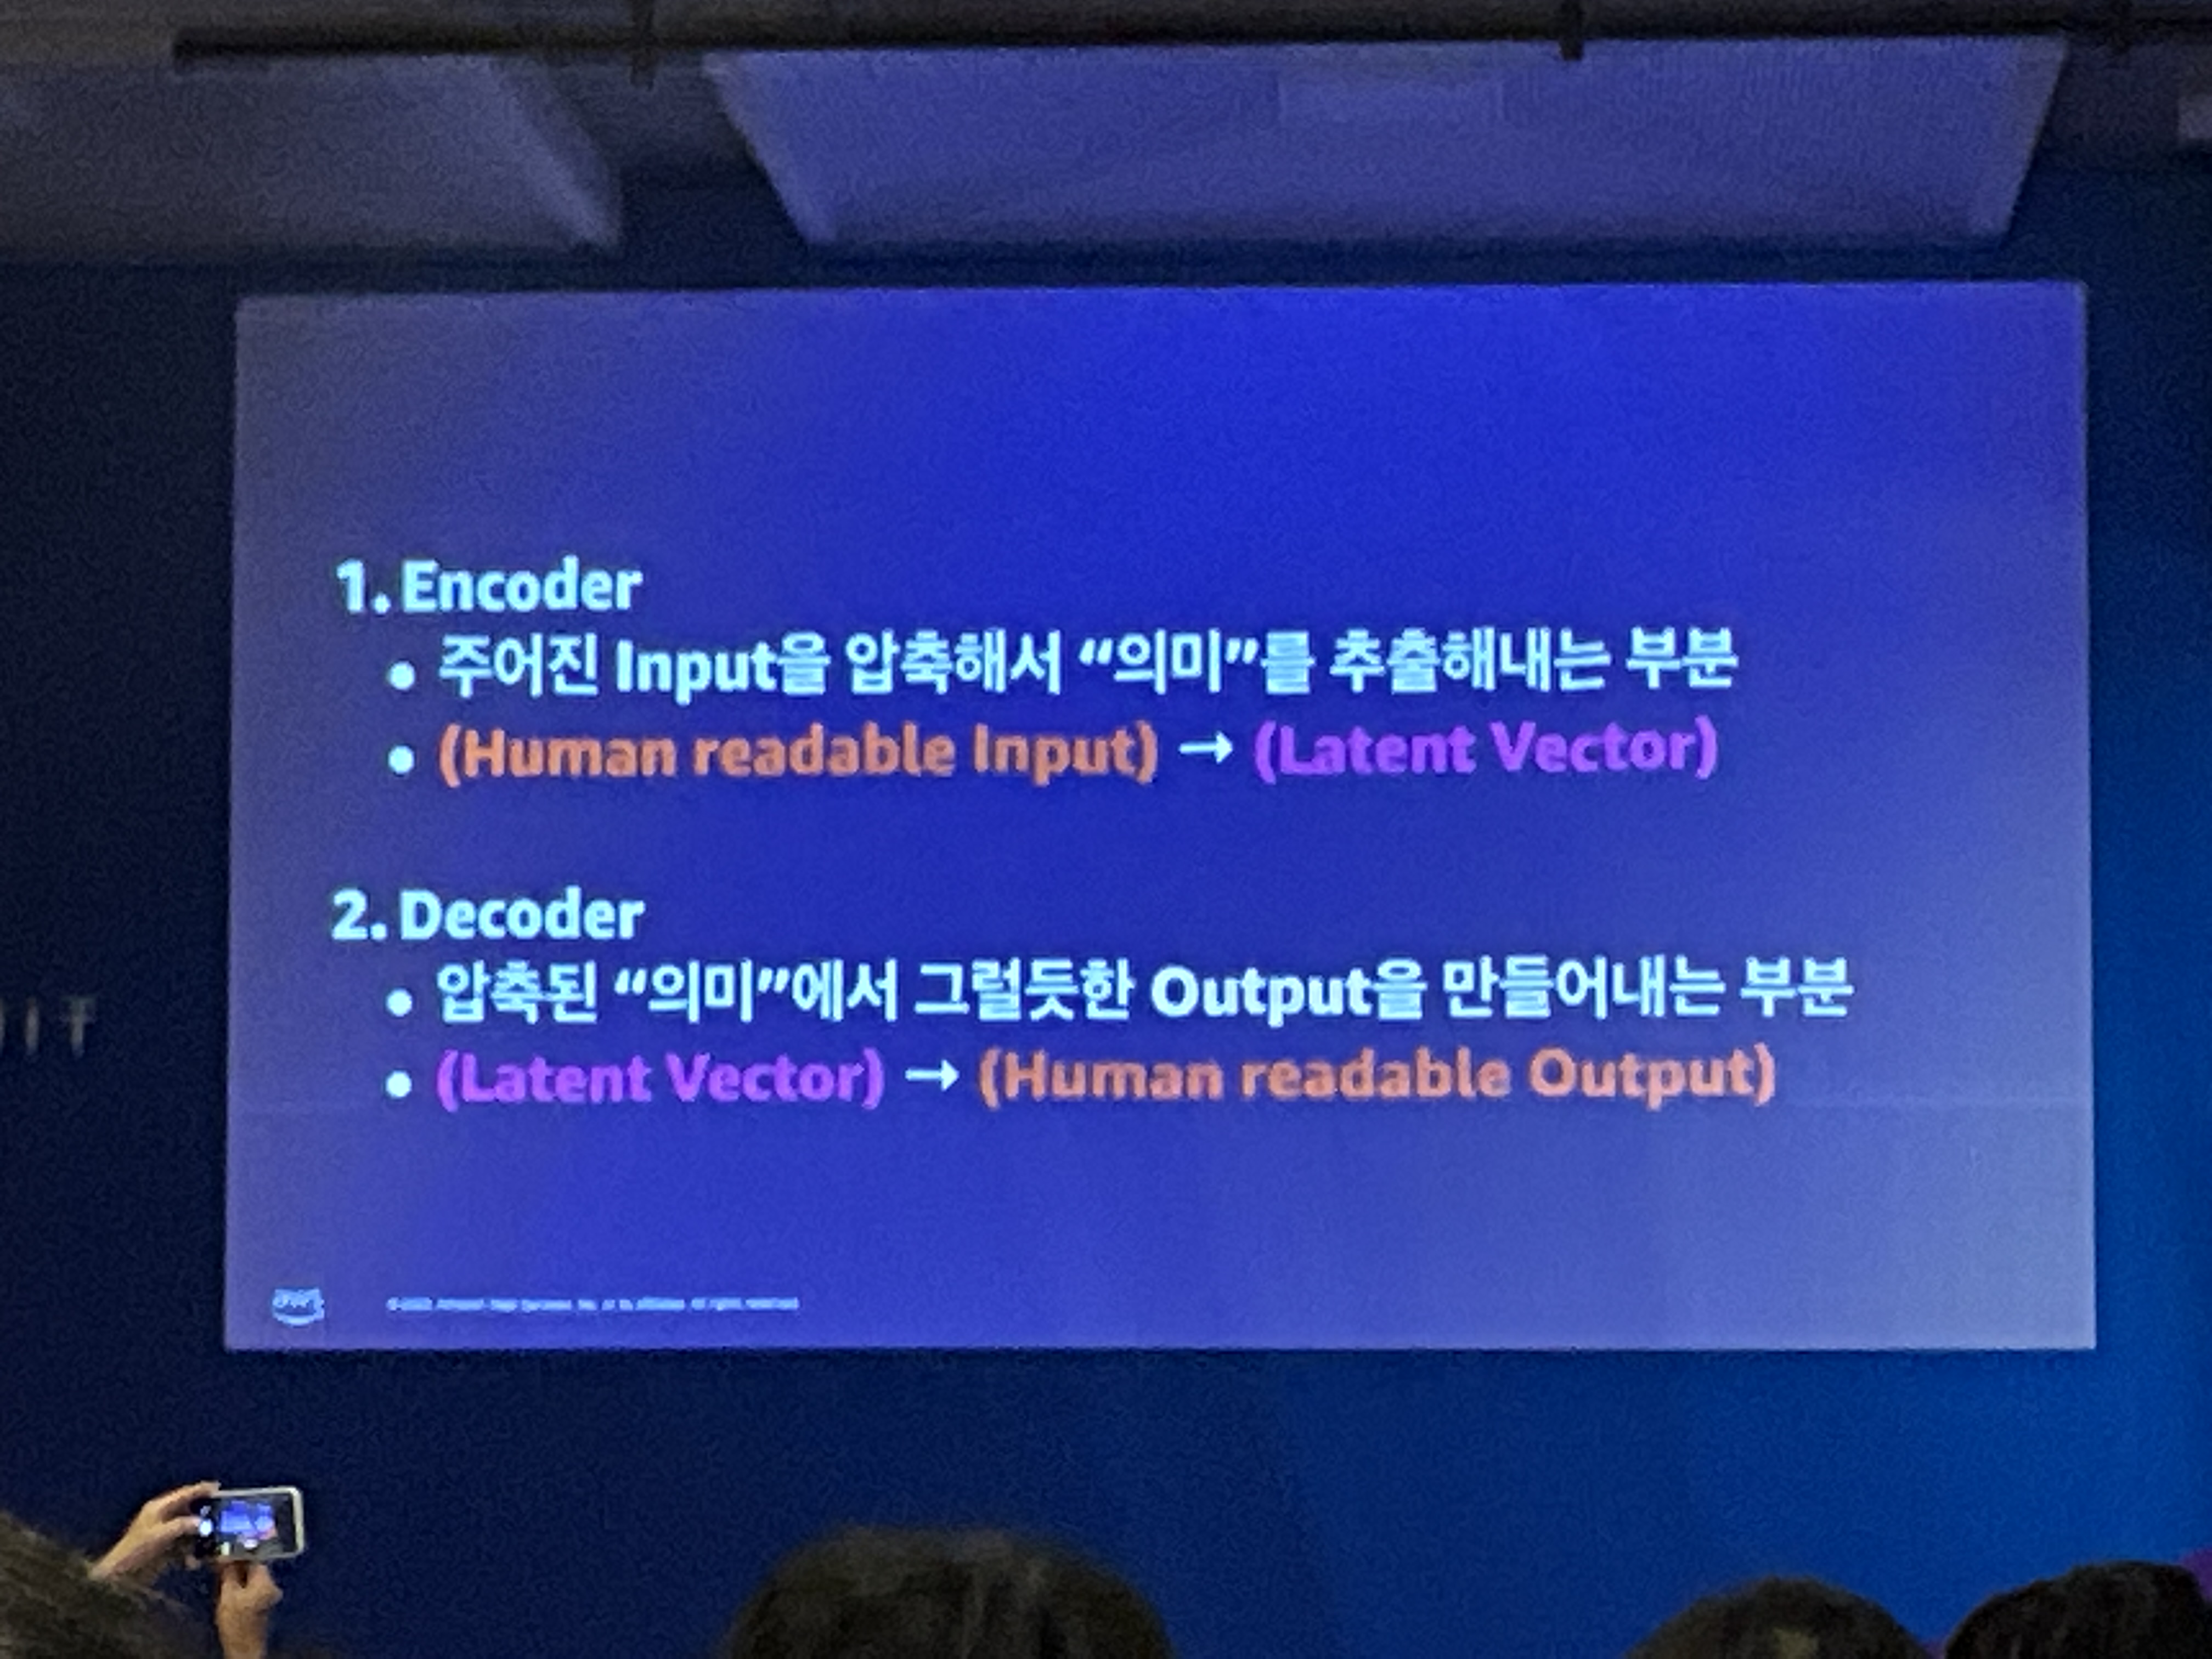 1. Encoder
• 주어진 Input을 압축해서 “의미”를 추출해내는 부분
• (Human readable Input) → (Latent Vector)
2. Decoder
• 압축된 “의미”에서 그럴듯한 Output을 만들어내는 부분
• (Latent Vector) → (Human readable Output)
aws